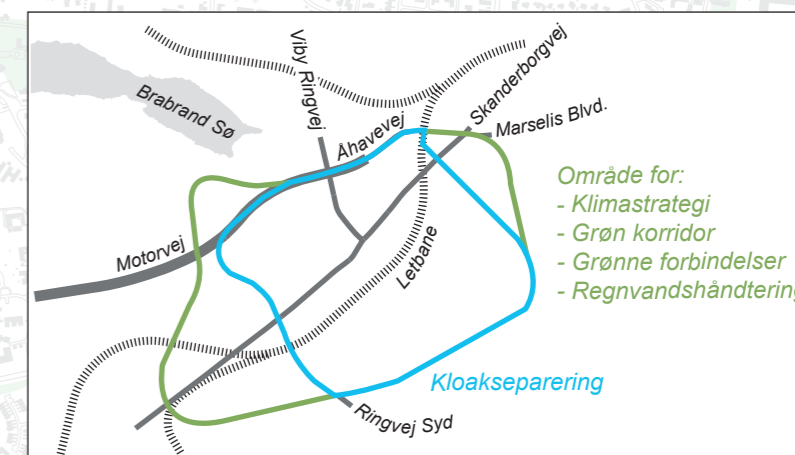 Viby Ringvej
Skanderborgvej
Brabrand Sø
Åhavevej
Marselis Blvd.
Område for:
- Klimastrategi
- Grøn korridor
- Grønne forbindelser
- Regnvandshåndtering
Motorvej
Letbane
Kloakseparering
Ringvej Syd